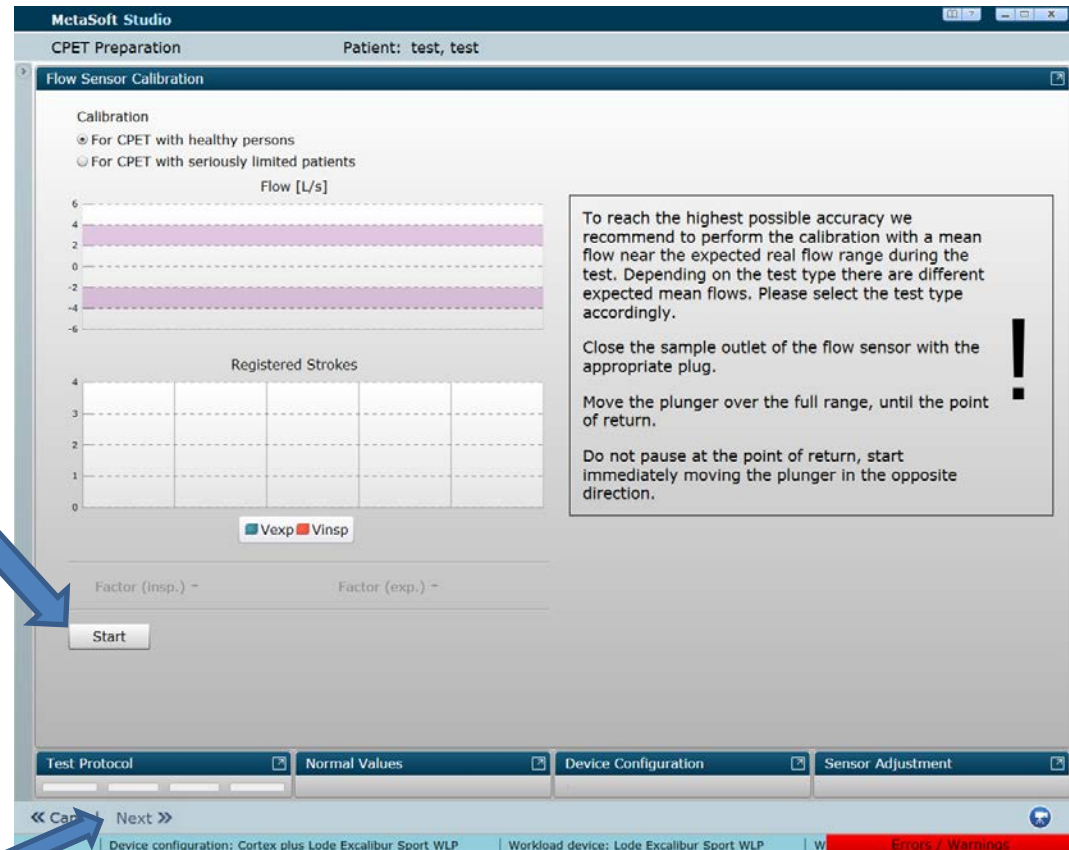 MetaSoft Studio
CPET Preparation Patient: test, test
Flow Sensor Calibration
Calibration
For CPET with healthy persons
For CPET with seriously limited patients
Flow [L/s]
6
4
2
0
-2
-4
-6
Registered Strokes
4
3
2
1
0
Vexp Vinsp
Factor (insp.) - Factor (exp.) -
Start
To reach the highest possible accuracy we
recommend to perform the calibration with a mean
flow near the expected real flow range during the
test. Depending on the test type there are different
expected mean flows. Please select the test type
accordingly.
Close the sample outlet of the flow sensor with the
appropriate plug.
Move the plunger over the full range, until the point
of return.
Do not pause at the point of return, start
immediately moving the plunger in the opposite
direction.
!
Test Protocol Normal Values Device Configuration Sensor Adjustment
« Next »
Device configuration: Cortex plus Lode Excalibur Sport WLP | Workload device: Lode Excalibur Sport WLP | W Errors / Warnings